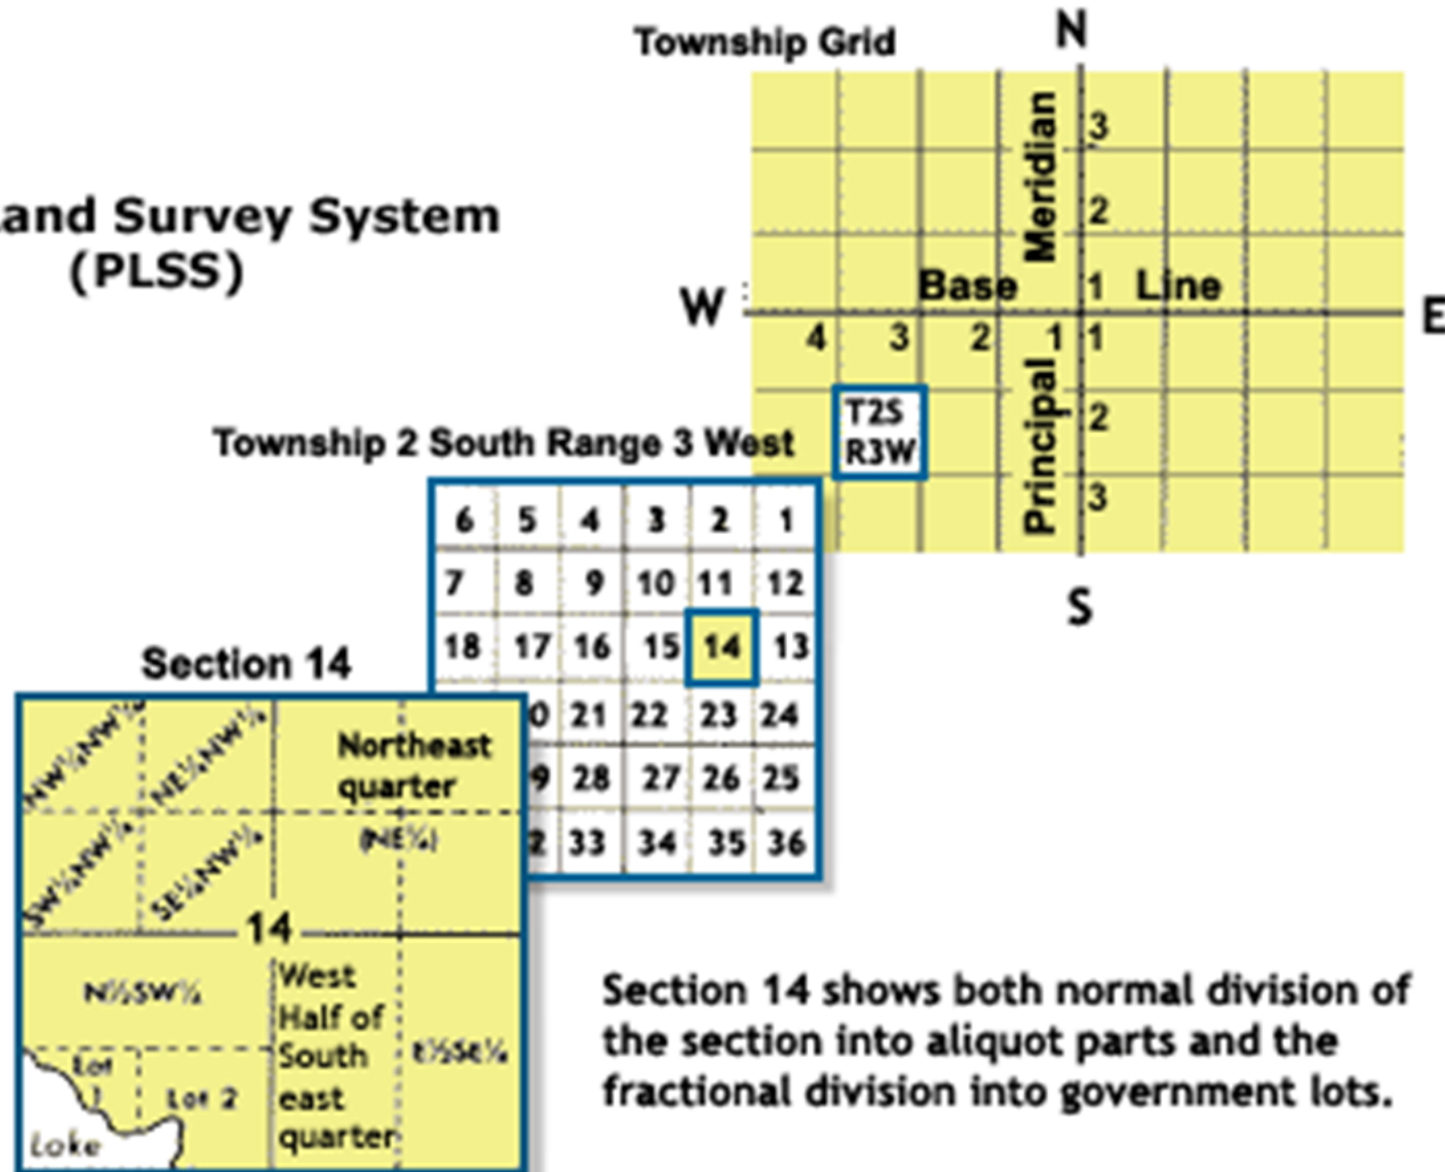 Township Grid
N
and Survey System
(PLSS)
Meridian
3
2
1
Base Line
W
E
4 3 2 1 1
Principal
2
3
T2S
R3W
S
Township 2 South Range 3 West
6 5 4 3 2 1
7 8 9 10 11 12
18 17 16 15 14 13
0 21 22 23 24
9 28 27 26 25
2 33 34 35 36
Section 14
NW¼NW¼
NE¼NW¼
Northeast
quarter
(NE¼)
SW¼NW¼
SE¼NW¼
14
N½SW¼
West
Half of
South
east
quarter
E½SE¼
Lot
1
Lot 2
Lake
Section 14 shows both normal division of
the section into aliquot parts and the
fractional division into government lots.